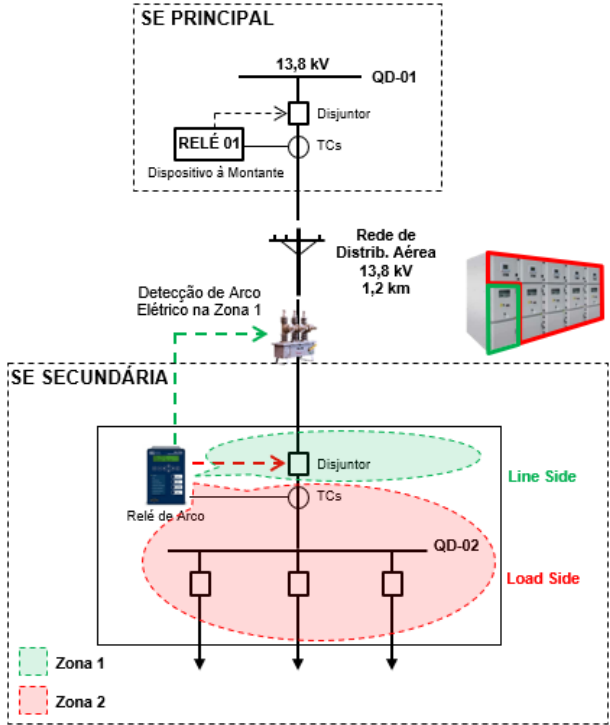 SE PRINCIPAL
13,8 kV
QD-01
Disjuntor
RELÉ 01
TCs
Dispositivo à Montante
Rede de
Distrib. Aérea
13,8 kV
1,2 km
Detecção de Arco
Elétrico na Zona 1
SE SECUNDÁRIA
Disjuntor
Line Side
TCs
Relé de Arco
QD-02
Load Side
Zona 1
Zona 2